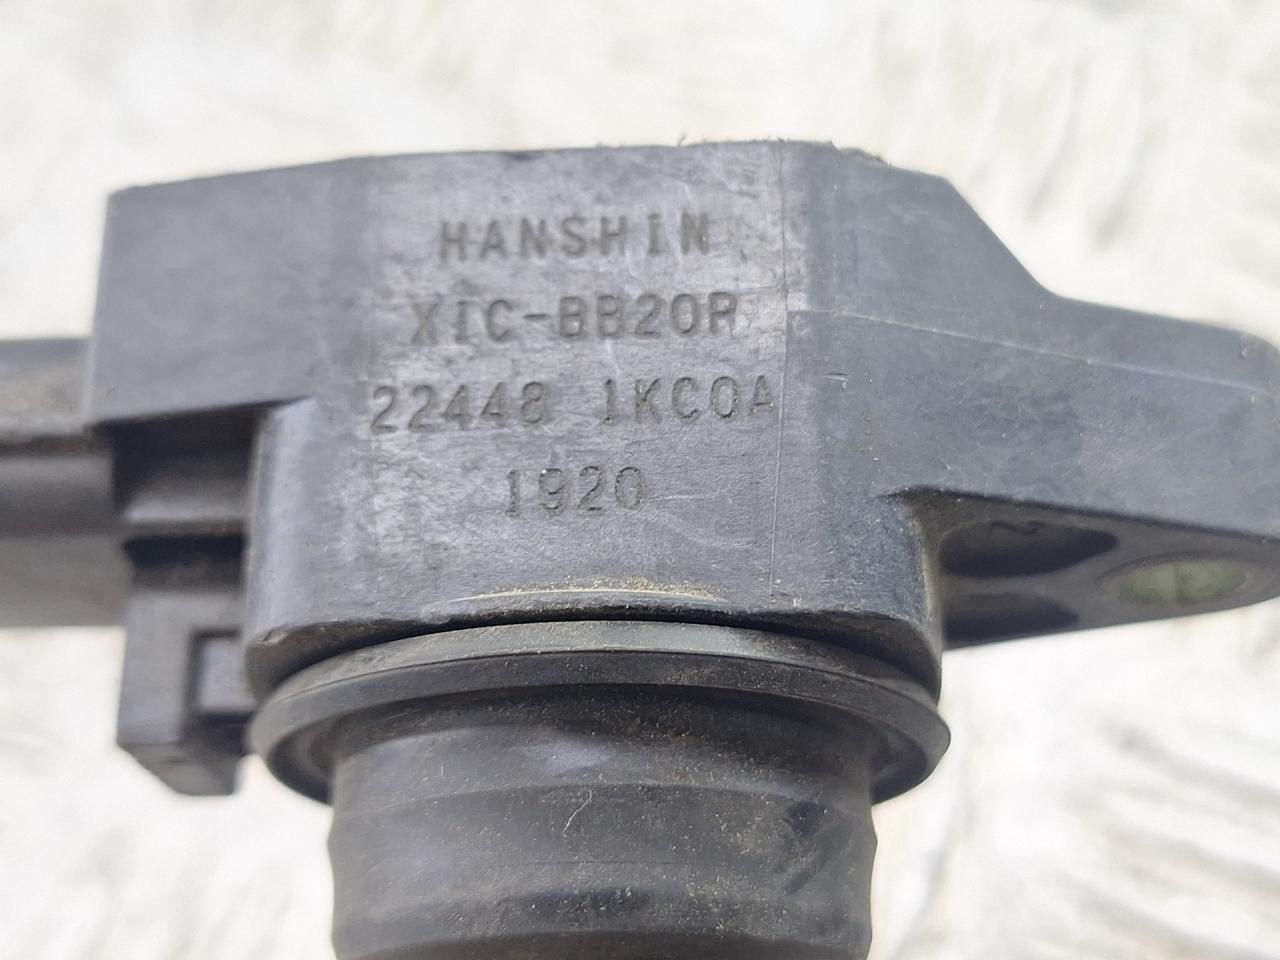 HANSHIN
XIC-BB20R
22448 1KC0A
1920